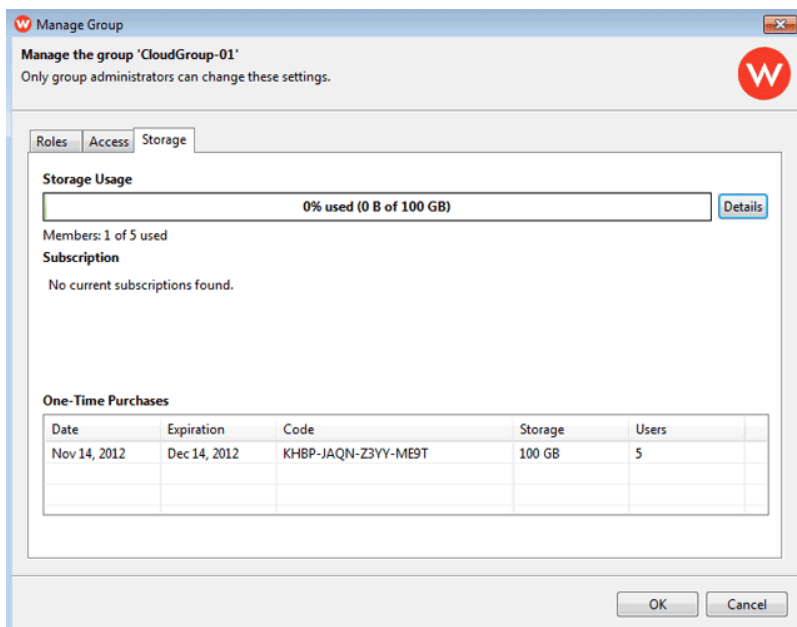 Manage Group
Manage the group 'CloudGroup-01'
Only group administrators can change these settings.
W
Roles Access Storage
Storage Usage
0% used (0 B of 100 GB) Details
Members: 1 of 5 used
Subscription
No current subscriptions found.
One-Time Purchases
Date Expiration Code Storage Users
Nov 14, 2012 Dec 14, 2012 KHBP-JAQN-Z3YY-ME9T 100 GB 5
OK Cancel